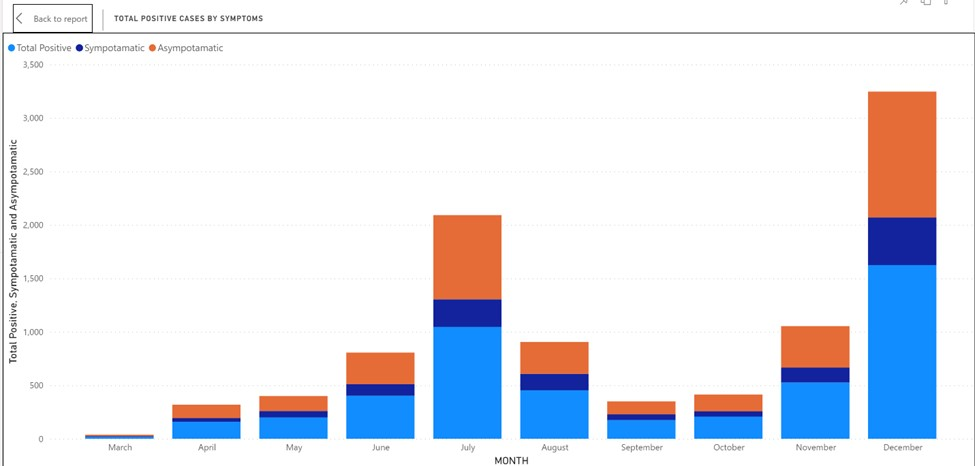 Back to report
TOTAL POSITIVE CASES BY SYMPTOMS
Total Positive Sympotamatic Asympotamatic
3,500
3,000
2,500
2,000
1,500
1,000
500
0
Total Positive, Sympotamatic and Asympotamatic
March April May June July August September October November December
MONTH